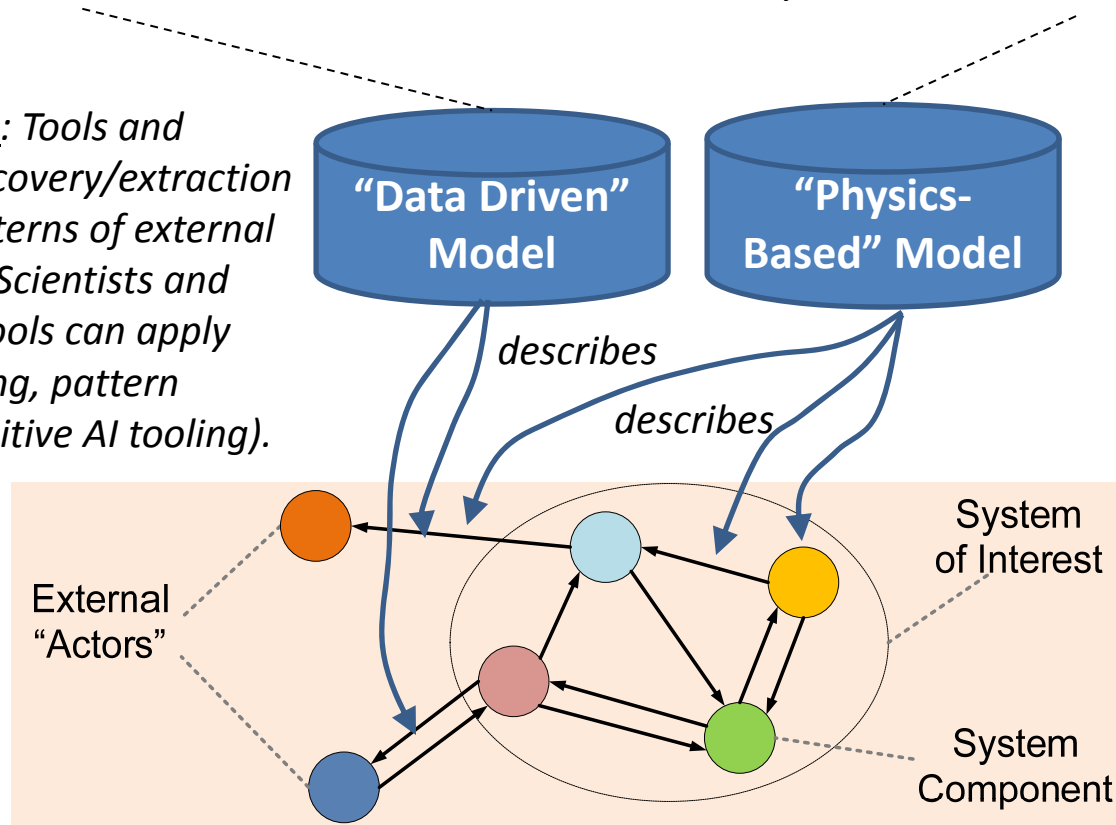 : Tools and
covery/extraction
terns of external
Scientists and
ools can apply
ng, pattern
itive AI tooling).
“Data Driven”
Model
“Physics-
Based” Model
describes
describes
External
“Actors”
System
of Interest
System
Component